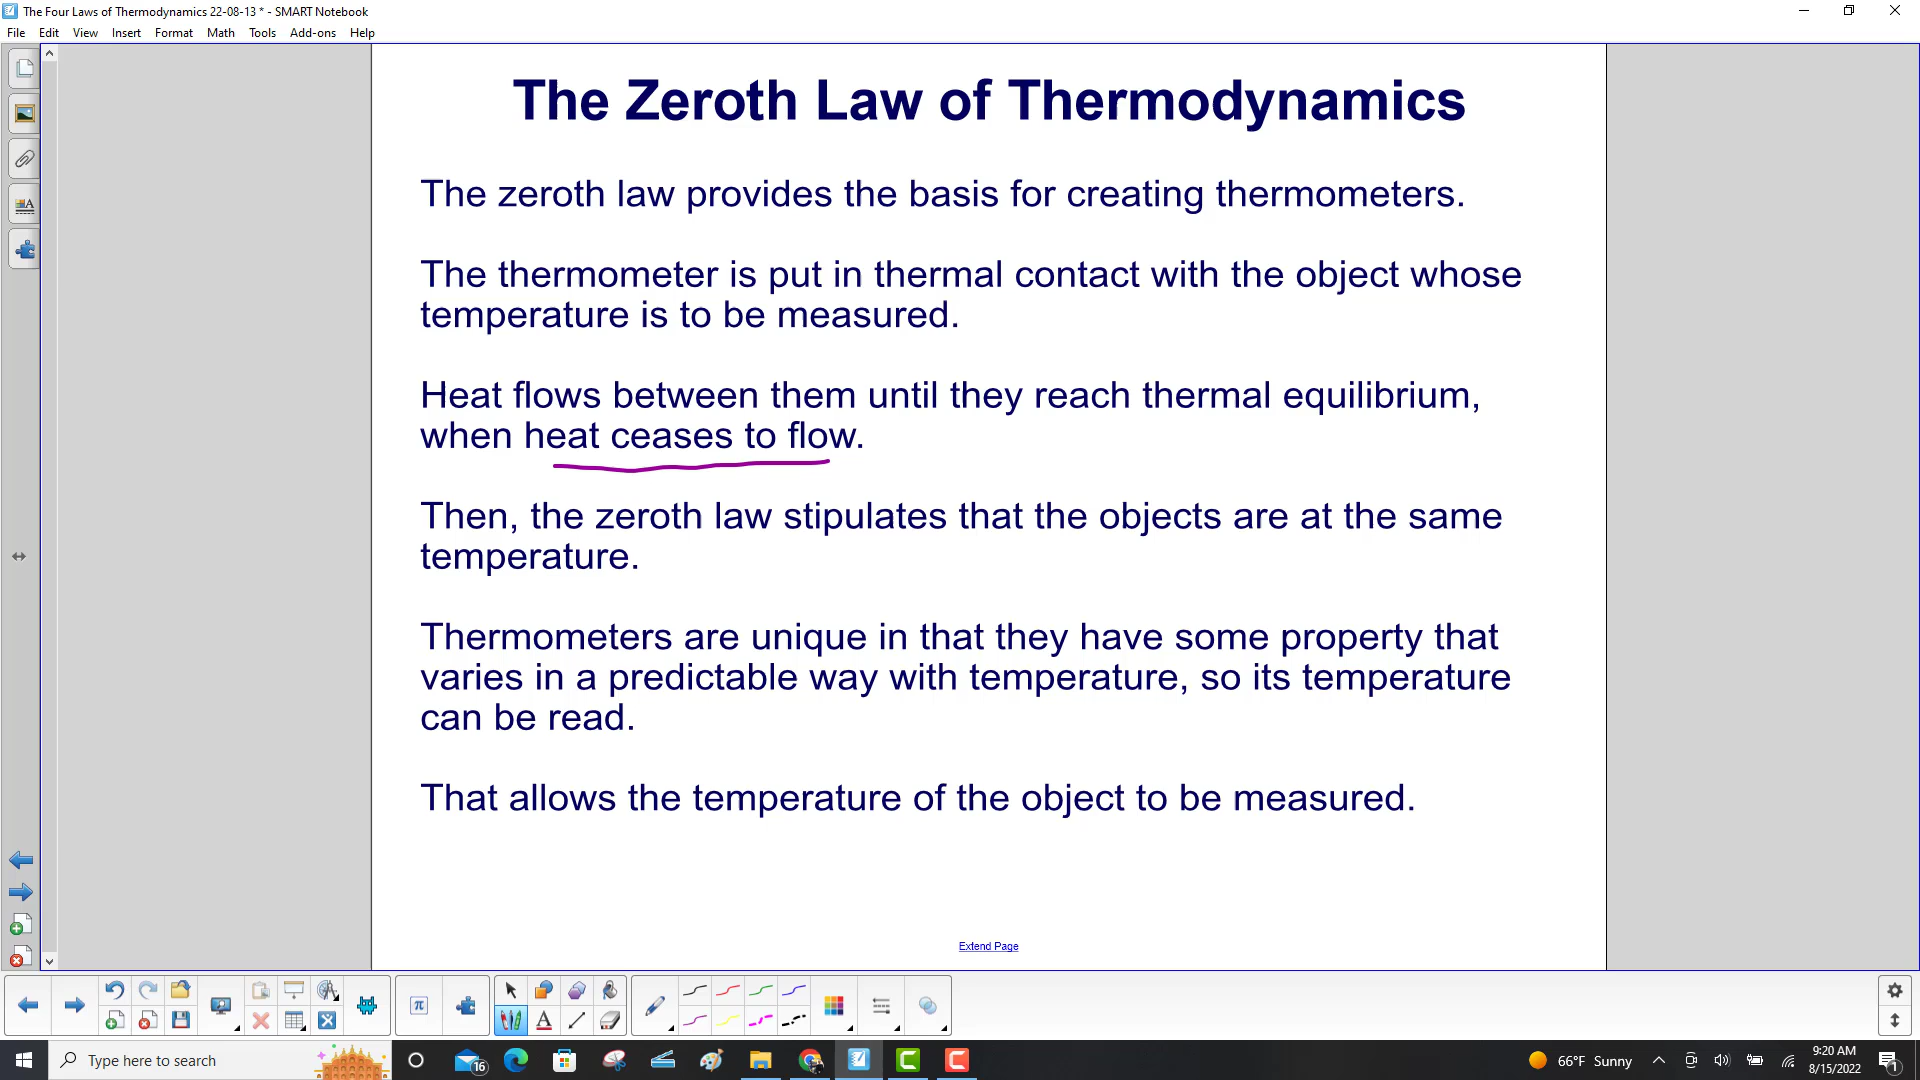 The Four Laws of Thermodynamics 22-08-13 * - SMART Notebook
File Edit View Insert Format Math Tools Add-ons Help
The Zeroth Law of Thermodynamics
The zeroth law provides the basis for creating thermometers.
The thermometer is put in thermal contact with the object whose
temperature is to be measured.
Heat flows between them until they reach thermal equilibrium,
when heat ceases to flow.
Then, the zeroth law stipulates that the objects are at the same
temperature.
Thermometers are unique in that they have some property that
varies in a predictable way with temperature, so its temperature
can be read.
That allows the temperature of the object to be measured.
Extend Page
Type here to search
16
66°F Sunny
9:20 AM
8/15/2022
1